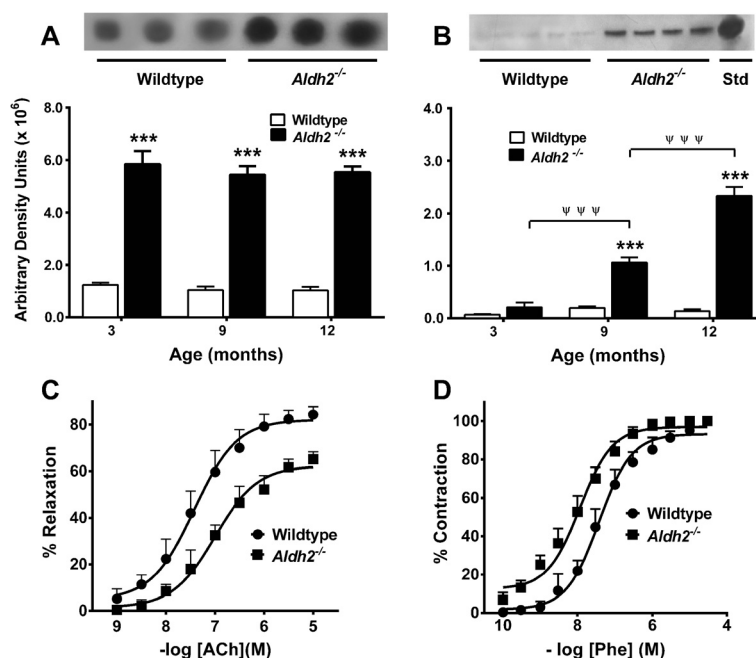 A
Wildtype Aldh2-/-
Arbitrary Density Units (x 10⁶)
8.0
6.0
4.0
2.0
0.0
Wildtype
Aldh2 -/-
***
***
***
3 9 12
Age (months)
B
Wildtype Aldh2-/- Std
4.0
3.0
2.0
1.0
0.0
Wildtype
Aldh2 -/-
ψ ψ ψ
***
ψ ψ ψ
***
3 9 12
Age (months)
C
% Relaxation
80
60
40
20
0
Wildtype
Aldh2-/-
9 8 7 6 5
-log [ACh](M)
D
% Contraction
100
80
60
40
20
0
Wildtype
Aldh2-/-
10 8 6 4
- log [Phe] (M)